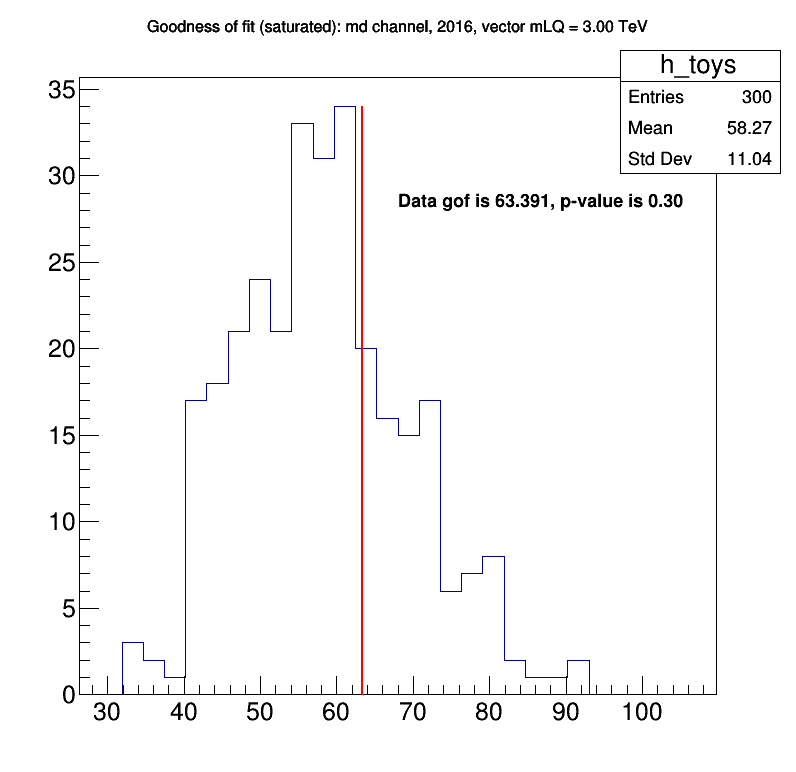 Goodness of fit (saturated): md channel, 2016, vector mLQ = 3.00 TeV
h_toys
Entries 300
Mean 58.27
Std Dev 11.04
Data gof is 63.391, p-value is 0.30
35
30
25
20
15
10
5
0
30 40 50 60 70 80 90 100